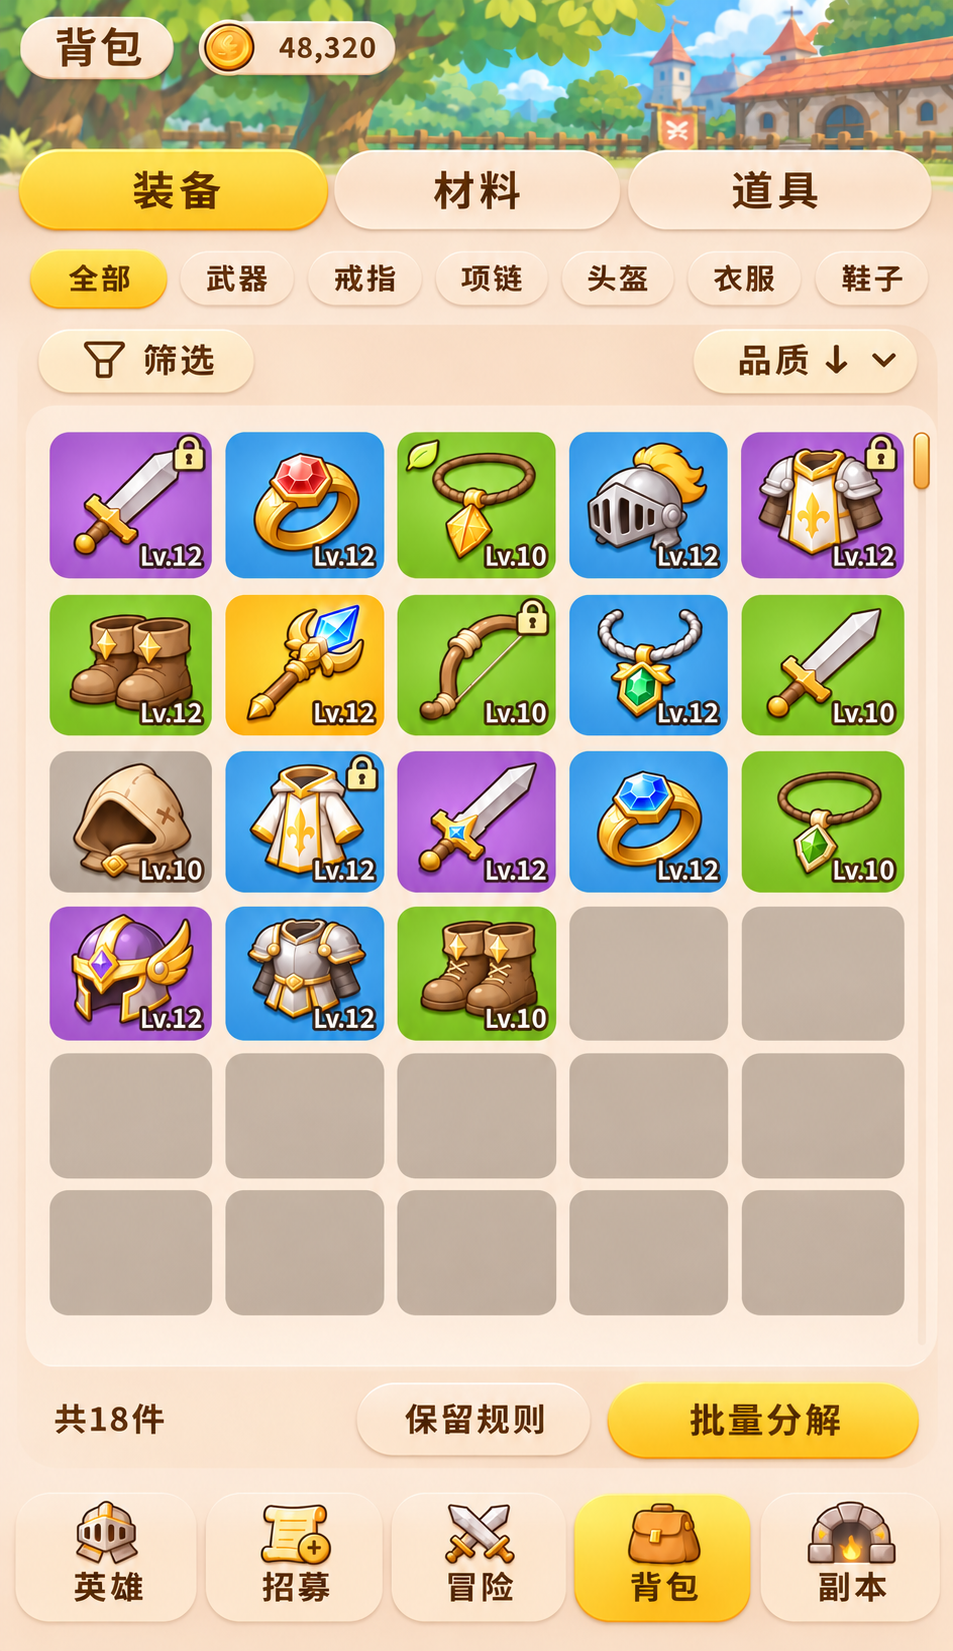 背包
48,320
装备 材料 道具
全部 武器 戒指 项链 头盔 衣服 鞋子
筛选 品质
Lv.12 Lv.12 Lv.10 Lv.12 Lv.12
Lv.12 Lv.12 Lv.10 Lv.12 Lv.10
Lv.10 Lv.12 Lv.12 Lv.12 Lv.10
Lv.12 Lv.12 Lv.10
共18件 保留规则 批量分解
英雄 招募 冒险 背包 副本